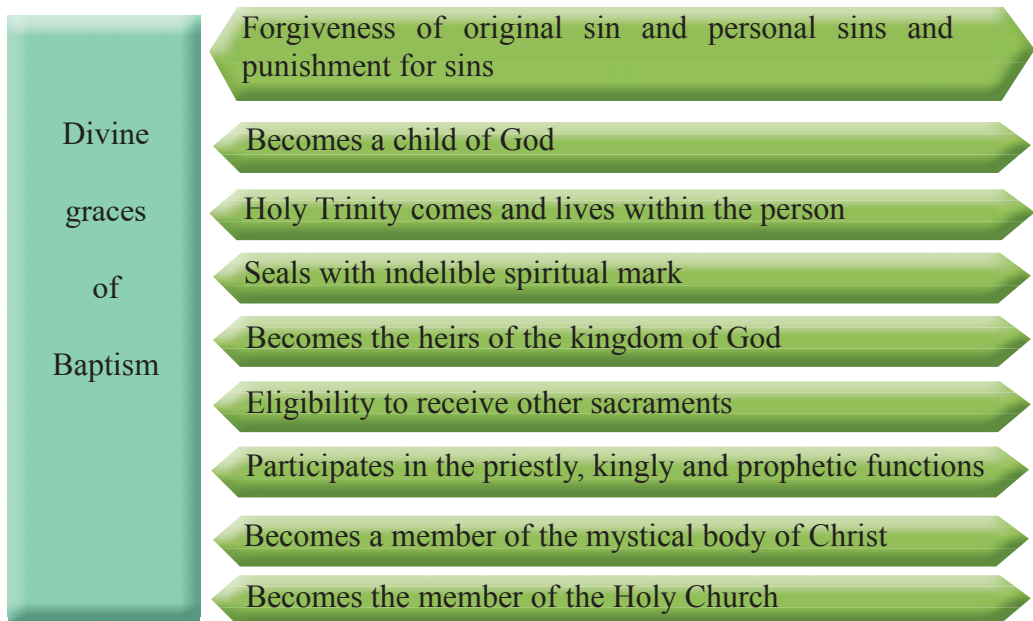 Divine
graces
of
Baptism
Forgiveness of original sin and personal sins and
punishment for sins
Becomes a child of God
Holy Trinity comes and lives within the person
Seals with indelible spiritual mark
Becomes the heirs of the kingdom of God
Eligibility to receive other sacraments
Participates in the priestly, kingly and prophetic functions
Becomes a member of the mystical body of Christ
Becomes the member of the Holy Church